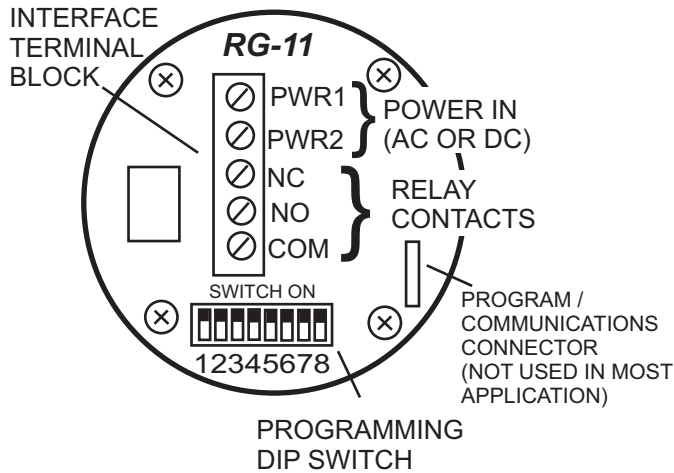 INTERFACE
TERMINAL
BLOCK
RG-11
PWR1
PWR2
NC
NO
COM
POWER IN
(AC OR DC)
RELAY
CONTACTS
SWITCH ON
12345678
PROGRAM /
COMMUNICATIONS
CONNECTOR
(NOT USED IN MOST
APPLICATION)
PROGRAMMING
DIP SWITCH